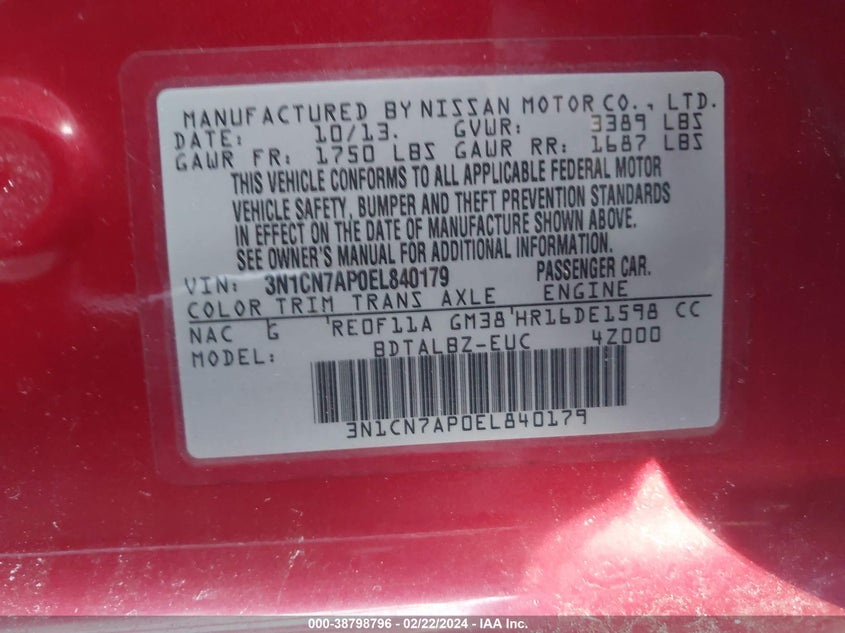 MANUFACTURED BY NISSAN MOTOR CO., LTD.
DATE: 10/13. GVWR: 3389 LBS
GAWR FR: 1750 LBS GAWR RR: 1687 LBS
THIS VEHICLE CONFORMS TO ALL APPLICABLE FEDERAL MOTOR
VEHICLE SAFETY, BUMPER AND THEFT PREVENTION STANDARDS
IN EFFECT ON THE DATE OF MANUFACTURE SHOWN ABOVE.
SEE OWNER'S MANUAL FOR ADDITIONAL INFORMATION.
VIN: 3N1CN7AP0EL840179 PASSENGER CAR.
COLOR TRIM TRANS AXLE ENGINE
NAC G RE0F11A GM38 HR16DE1598 CC
MODEL: BDTALBZ-EUC 4Z000
3N1CN7AP0EL840179
000-38798796 - 02/22/2024 - IAA Inc.